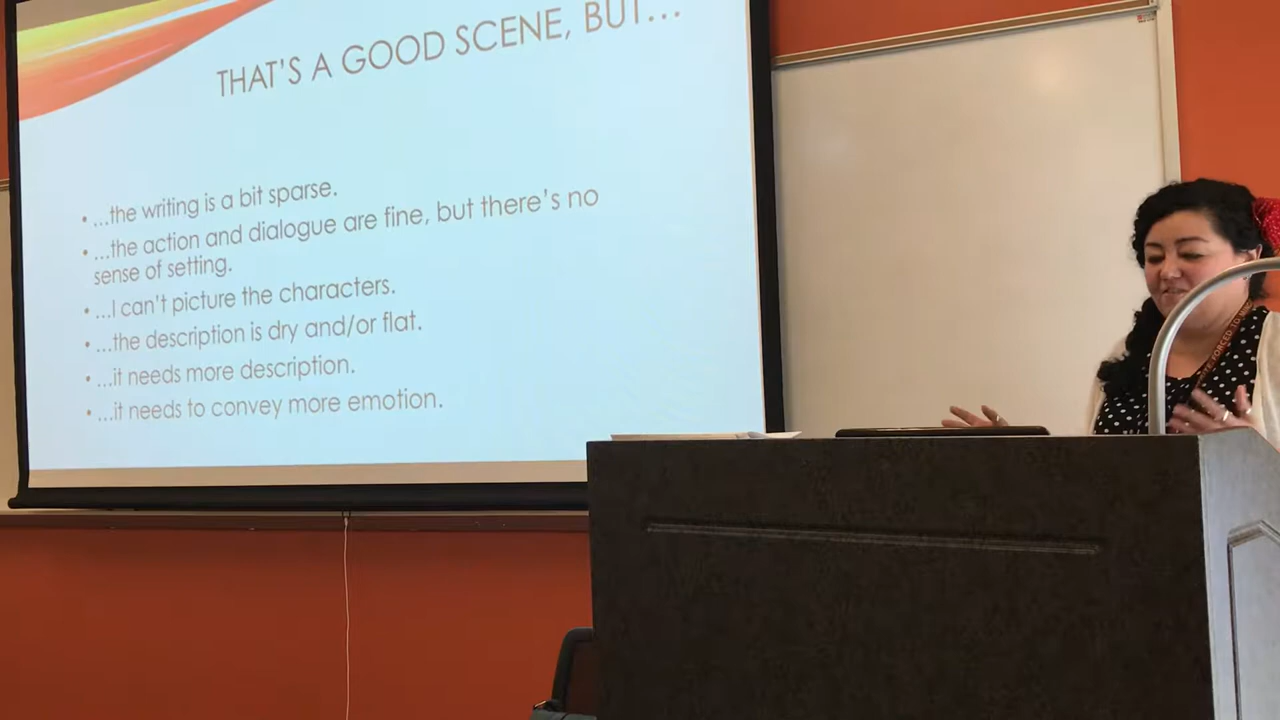 THAT'S A GOOD SCENE, BUT...
• ...the writing is a bit sparse.
• ...the action and dialogue are fine, but there's no
sense of setting.
• ...I can't picture the characters.
• ...the description is dry and/or flat.
• ...it needs more description.
• ...it needs to convey more emotion.